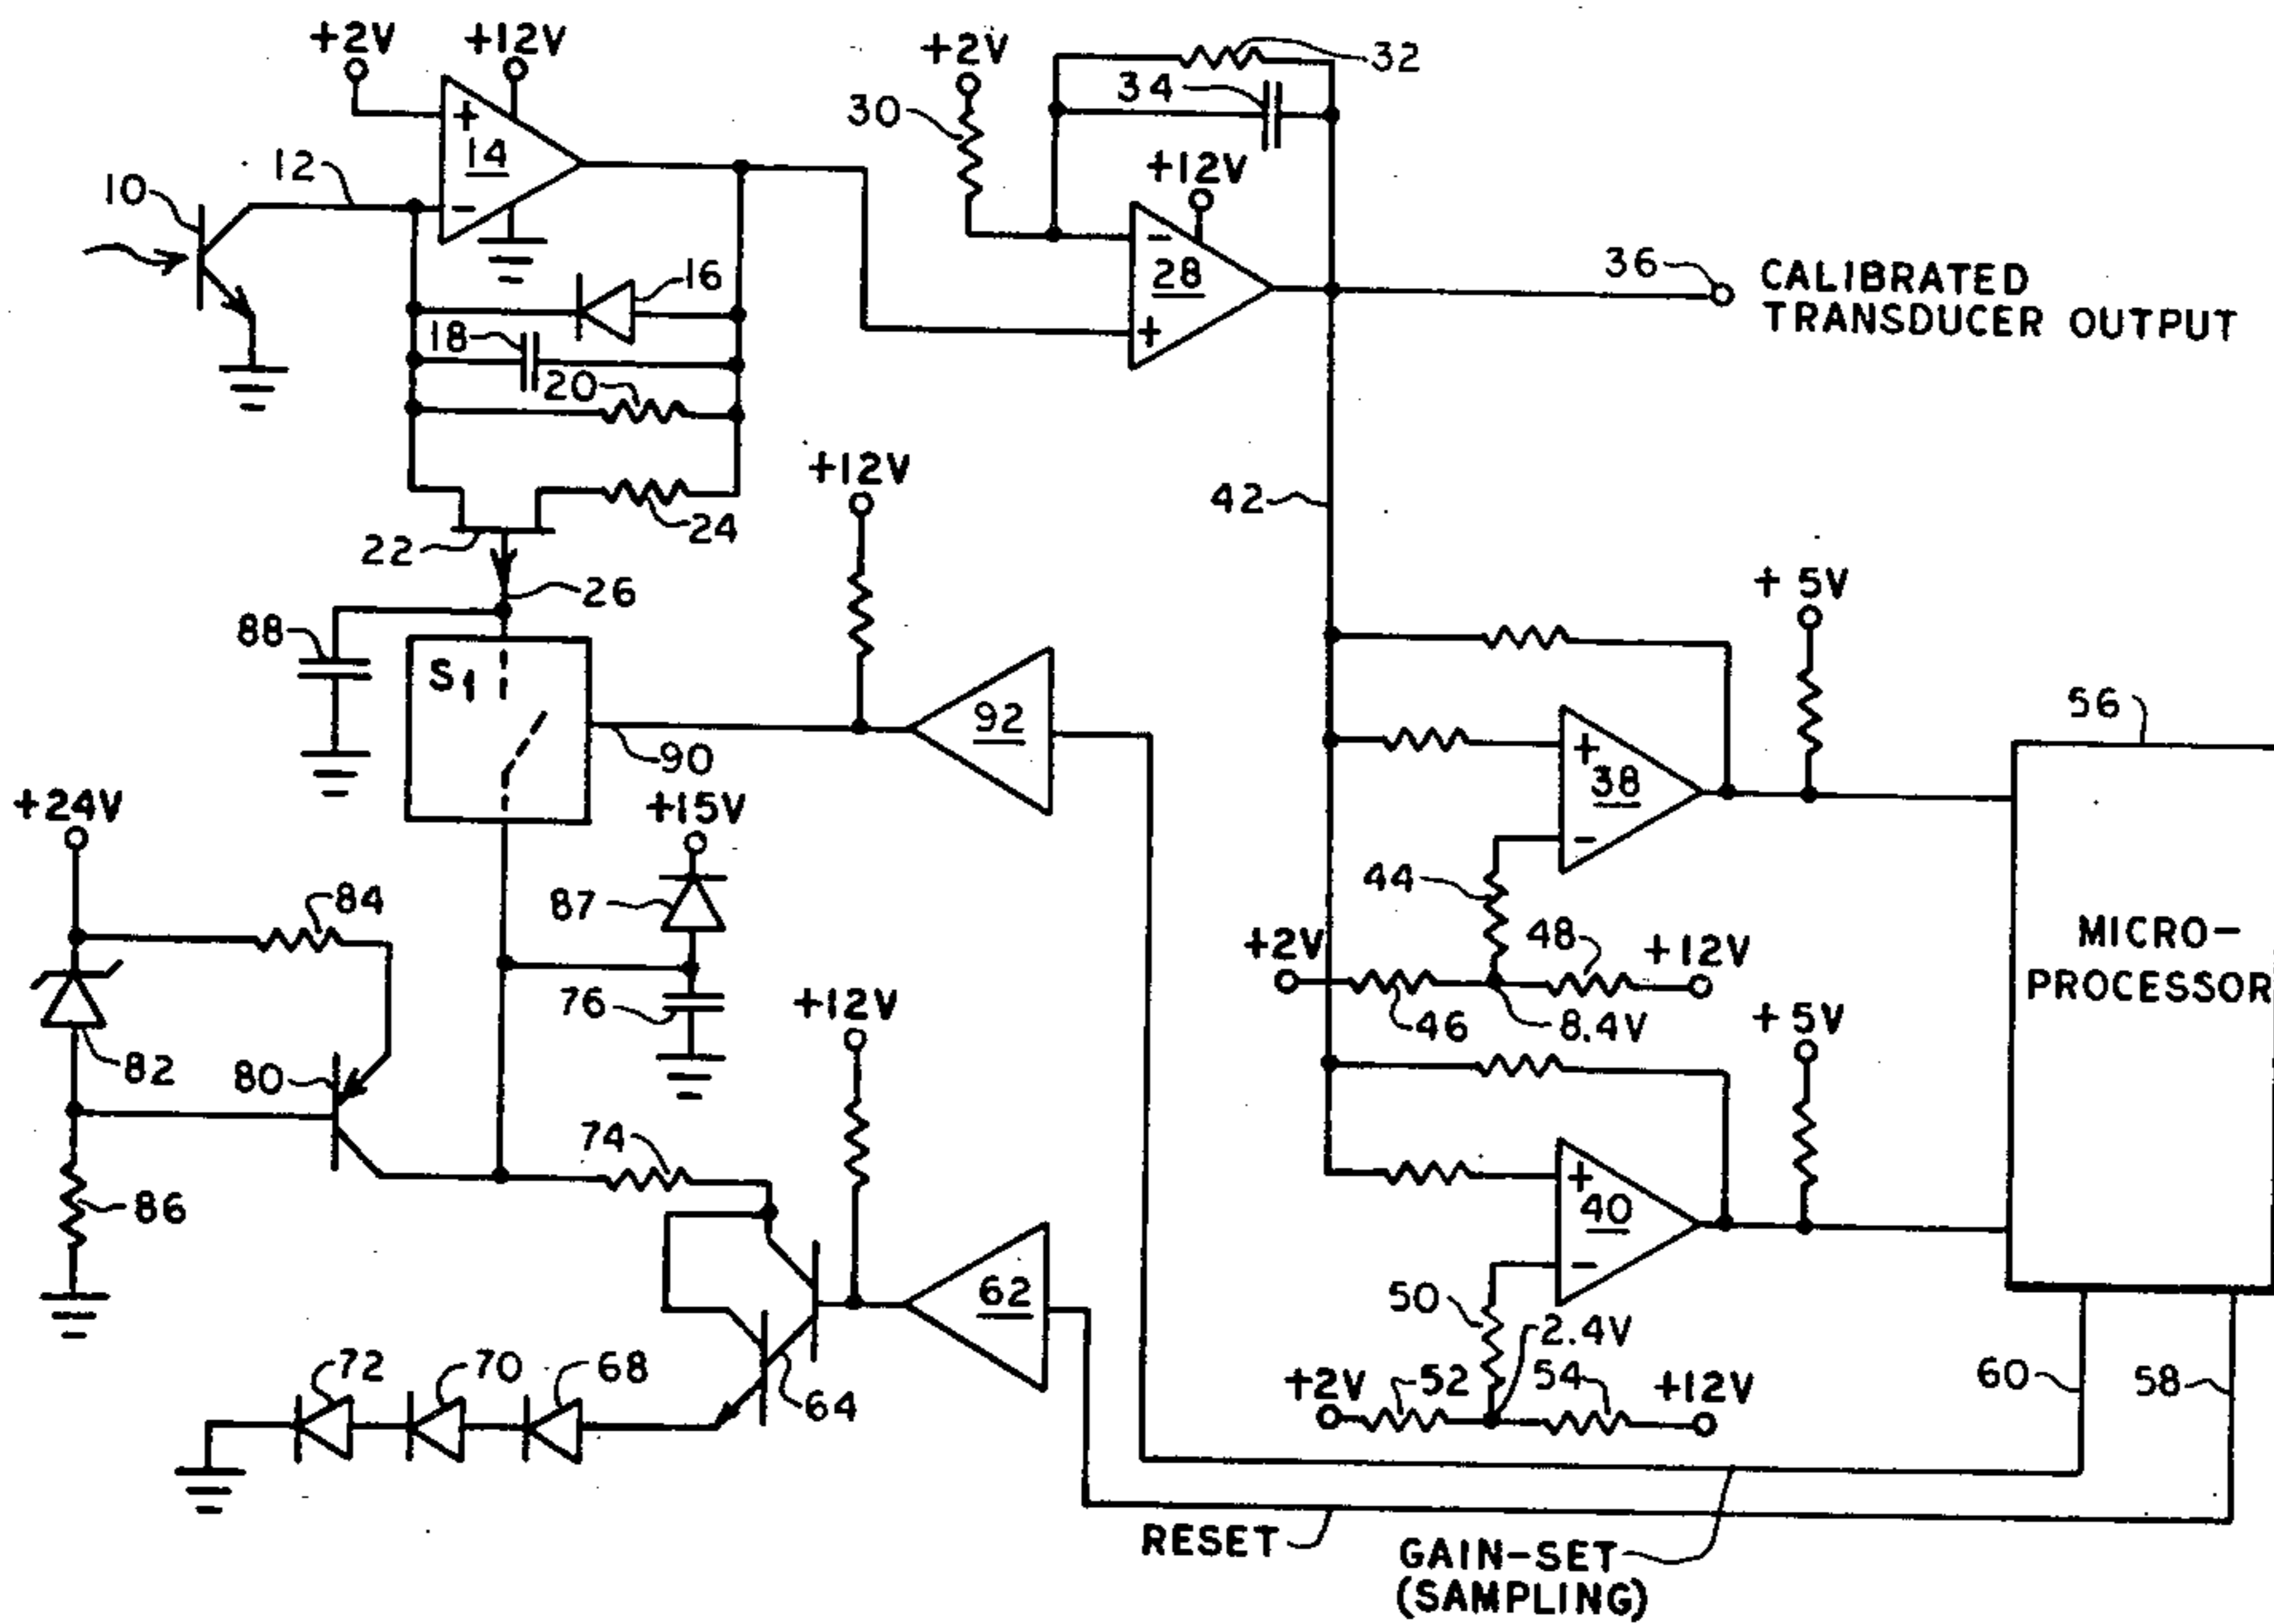 +2V
+12V
+
14
-
12
10
16
18
20
24
22
26
88
S1
90
+12V
92
+2V
30
32
34
+12V
-
28
+
36
CALIBRATED
TRANSDUCER OUTPUT
42
+5V
+
38
-
44
+2V
46
48
+12V
8.4V
56
MICRO-
PROCESSOR
+24V
84
82
80
86
+15V
87
76
+12V
74
62
64
68
70
72
+5V
+
40
-
50
2.4V
+2V
52
54
+12V
60
58
RESET
GAIN-SET
(SAMPLING)